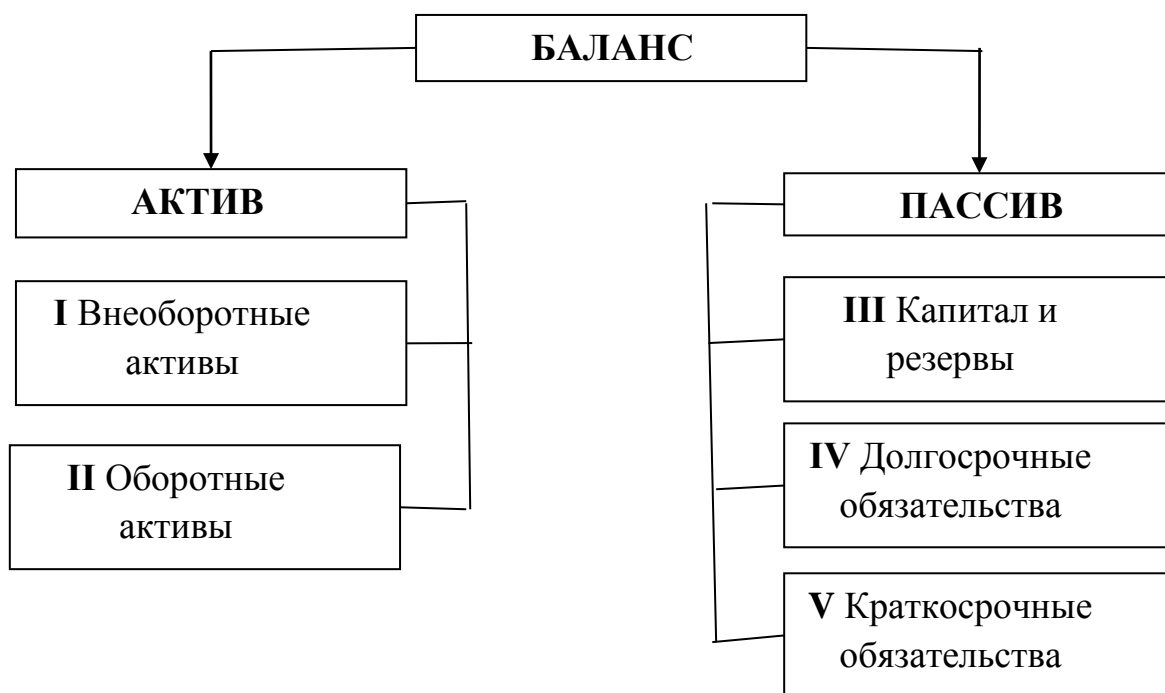 БАЛАНС
АКТИВ
I Внеоборотные
активы
II Оборотные
активы
ПАССИВ
III Капитал и
резервы
IV Долгосрочные
обязательства
V Краткосрочные
обязательства